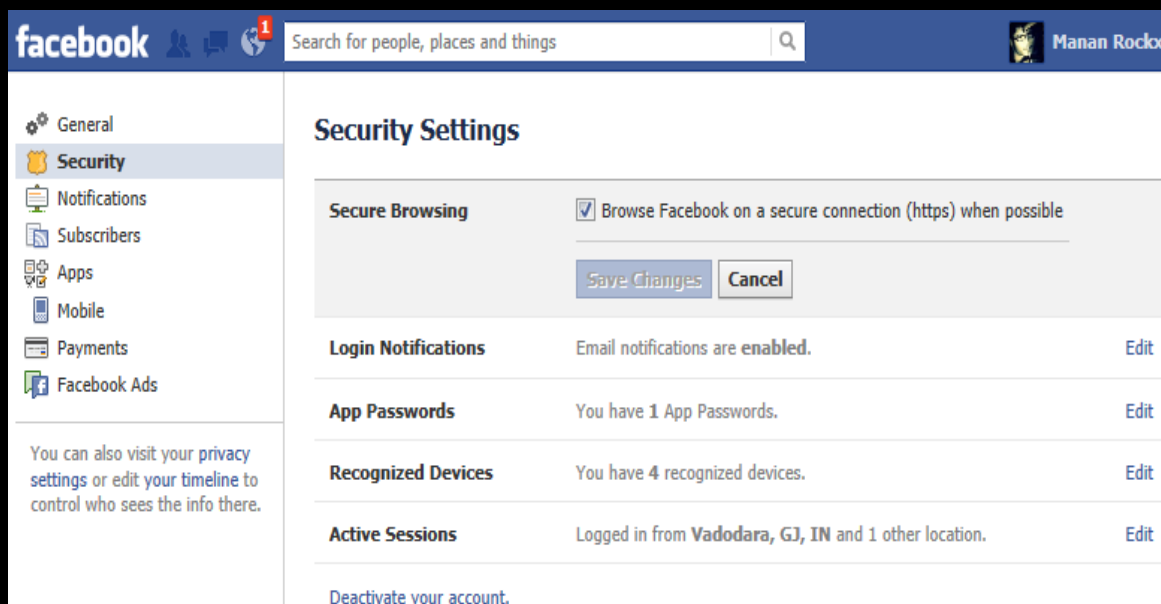 facebook
1
Search for people, places and things
Manan Rockx
General
Security
Notifications
Subscribers
Apps
Mobile
Payments
Facebook Ads
You can also visit your privacy
settings or edit your timeline to
control who sees the info there.
Security Settings
Secure Browsing
Browse Facebook on a secure connection (https) when possible
Save Changes Cancel
Login Notifications Email notifications are enabled. Edit
App Passwords You have 1 App Passwords. Edit
Recognized Devices You have 4 recognized devices. Edit
Active Sessions Logged in from Vadodara, GJ, IN and 1 other location. Edit
Deactivate your account.